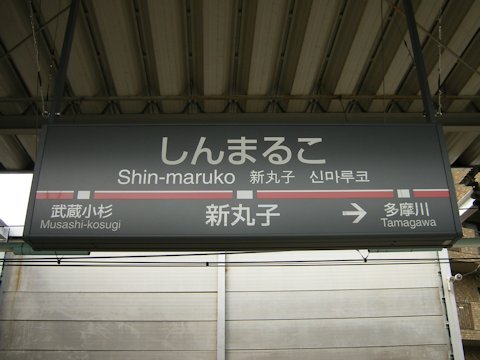 しんまるこ
Shin-maruko 新丸子 신마루코
武蔵小杉 新丸子 → 多摩川
Musashi-kosugi Tamagawa